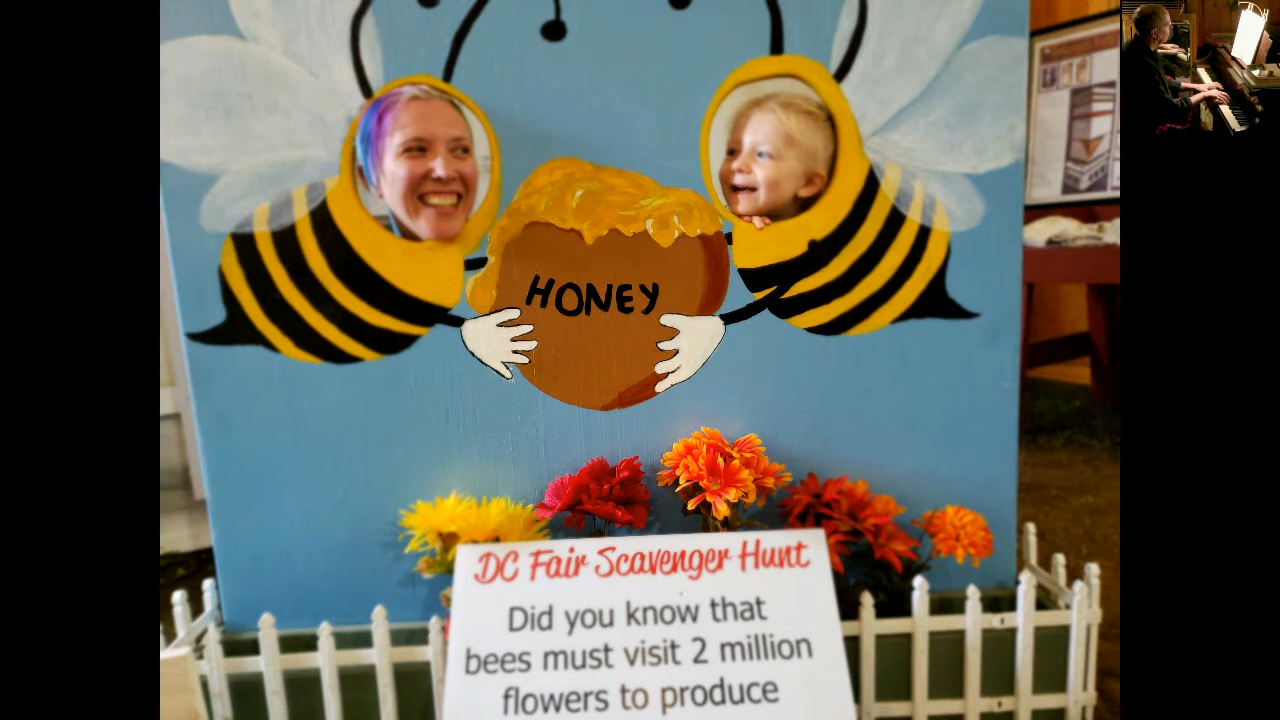 HONEY
DC Fair Scavenger Hunt
Did you know that
bees must visit 2 million
flowers to produce